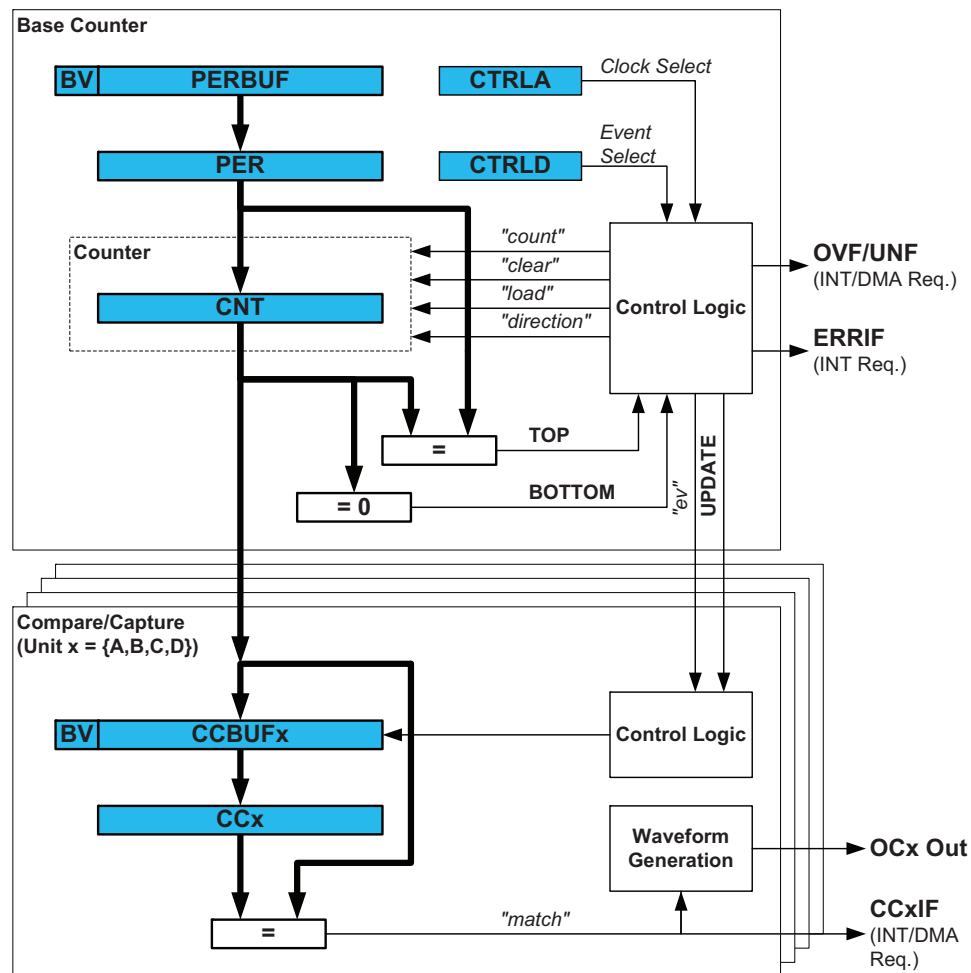 Base Counter
BV PERBUF
CTRLA
Clock Select
PER
CTRLD
Event
Select
Counter
CNT
"count"
"clear"
"load"
"direction"
Control Logic
OVF/UNF
(INT/DMA Req.)
ERRIF
(INT Req.)
=
TOP
= 0
BOTTOM
"ev"
UPDATE
Compare/Capture
(Unit x = {A,B,C,D})
BV CCBUFx
Control Logic
CCx
Waveform
Generation
OCx Out
=
"match"
CCxIF
(INT/DMA
Req.)